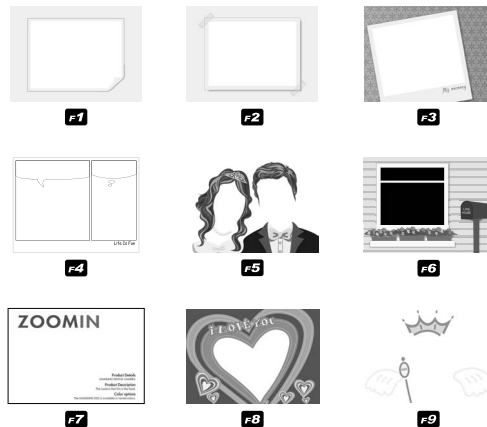 My memory
F1
F2
F3
Life Is Fun
F4
F5
F6
ZOOMIN
Product Details
Product Description
Color options
F7
I LOVE YOU
F8
F9